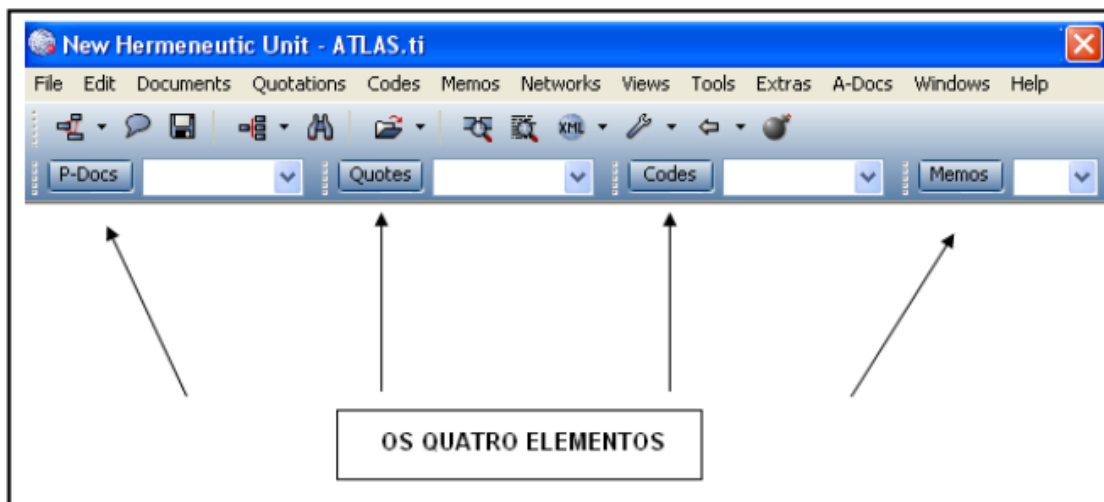 New Hermeneutic Unit - ATLAS.ti
File Edit Documents Quotations Codes Memos Networks Views Tools Extras A-Docs Windows Help
XML
P-Docs Quotes Codes Memos
OS QUATRO ELEMENTOS